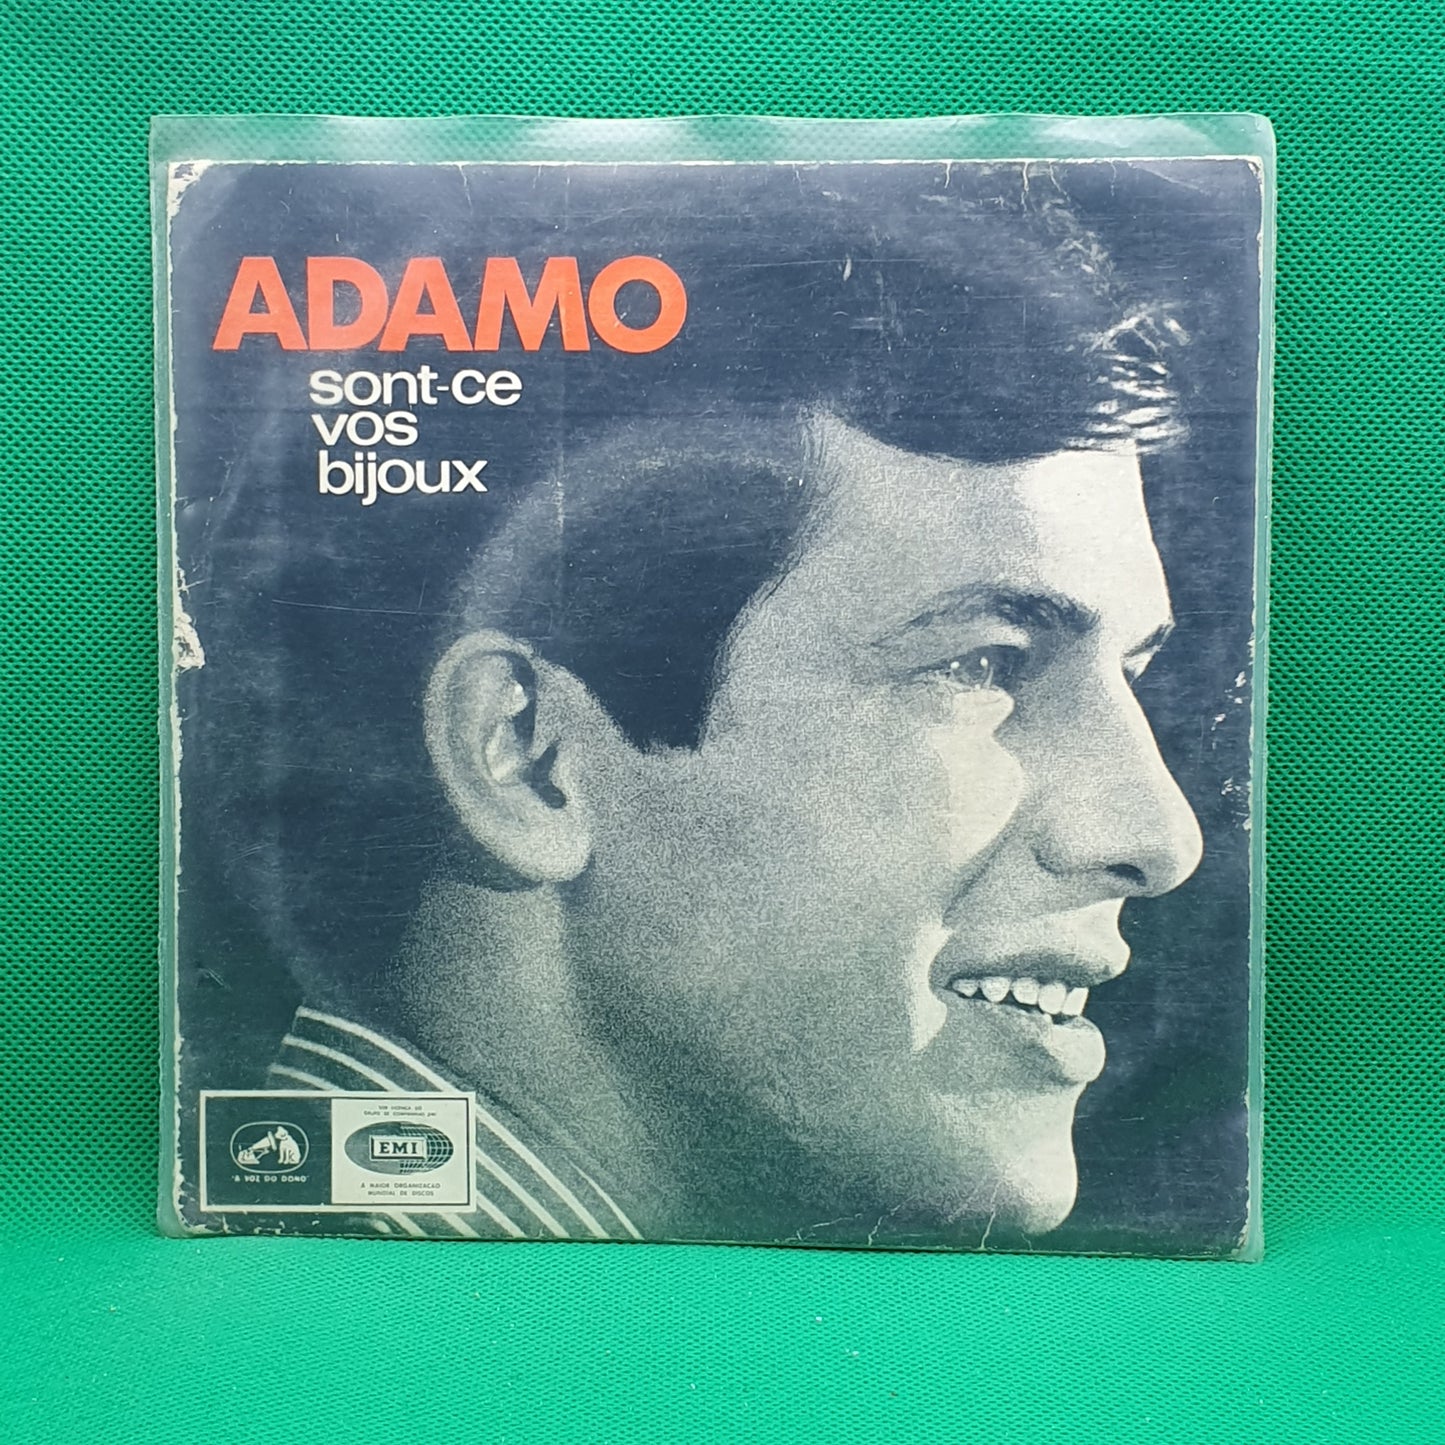 ADAMO
sont-ce
vos
bijoux
EMI
"A VOZ DO DONO"
A MAIOR ORGANIZAÇÃO
MUNDIAL DE DISCOS